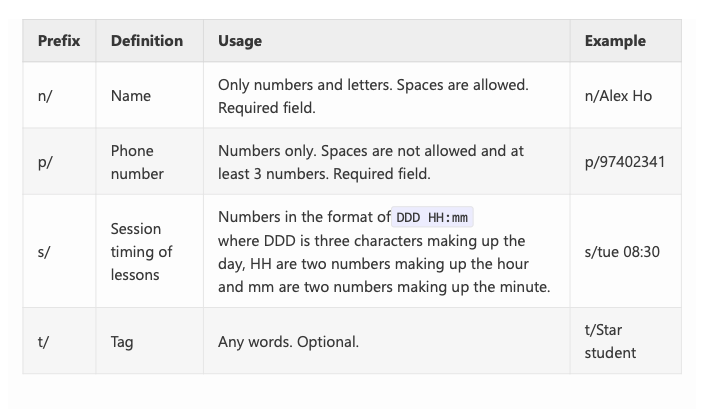 Prefix Definition Usage Example
n/ Name Only numbers and letters. Spaces are allowed.
Required field. n/Alex Ho
p/ Phone
number Numbers only. Spaces are not allowed and at
least 3 numbers. Required field. p/97402341
s/ Session
timing of
lessons Numbers in the format of DDD HH:mm
where DDD is three characters making up the
day, HH are two numbers making up the hour
and mm are two numbers making up the minute. s/tue 08:30
t/ Tag Any words. Optional. t/Star
student